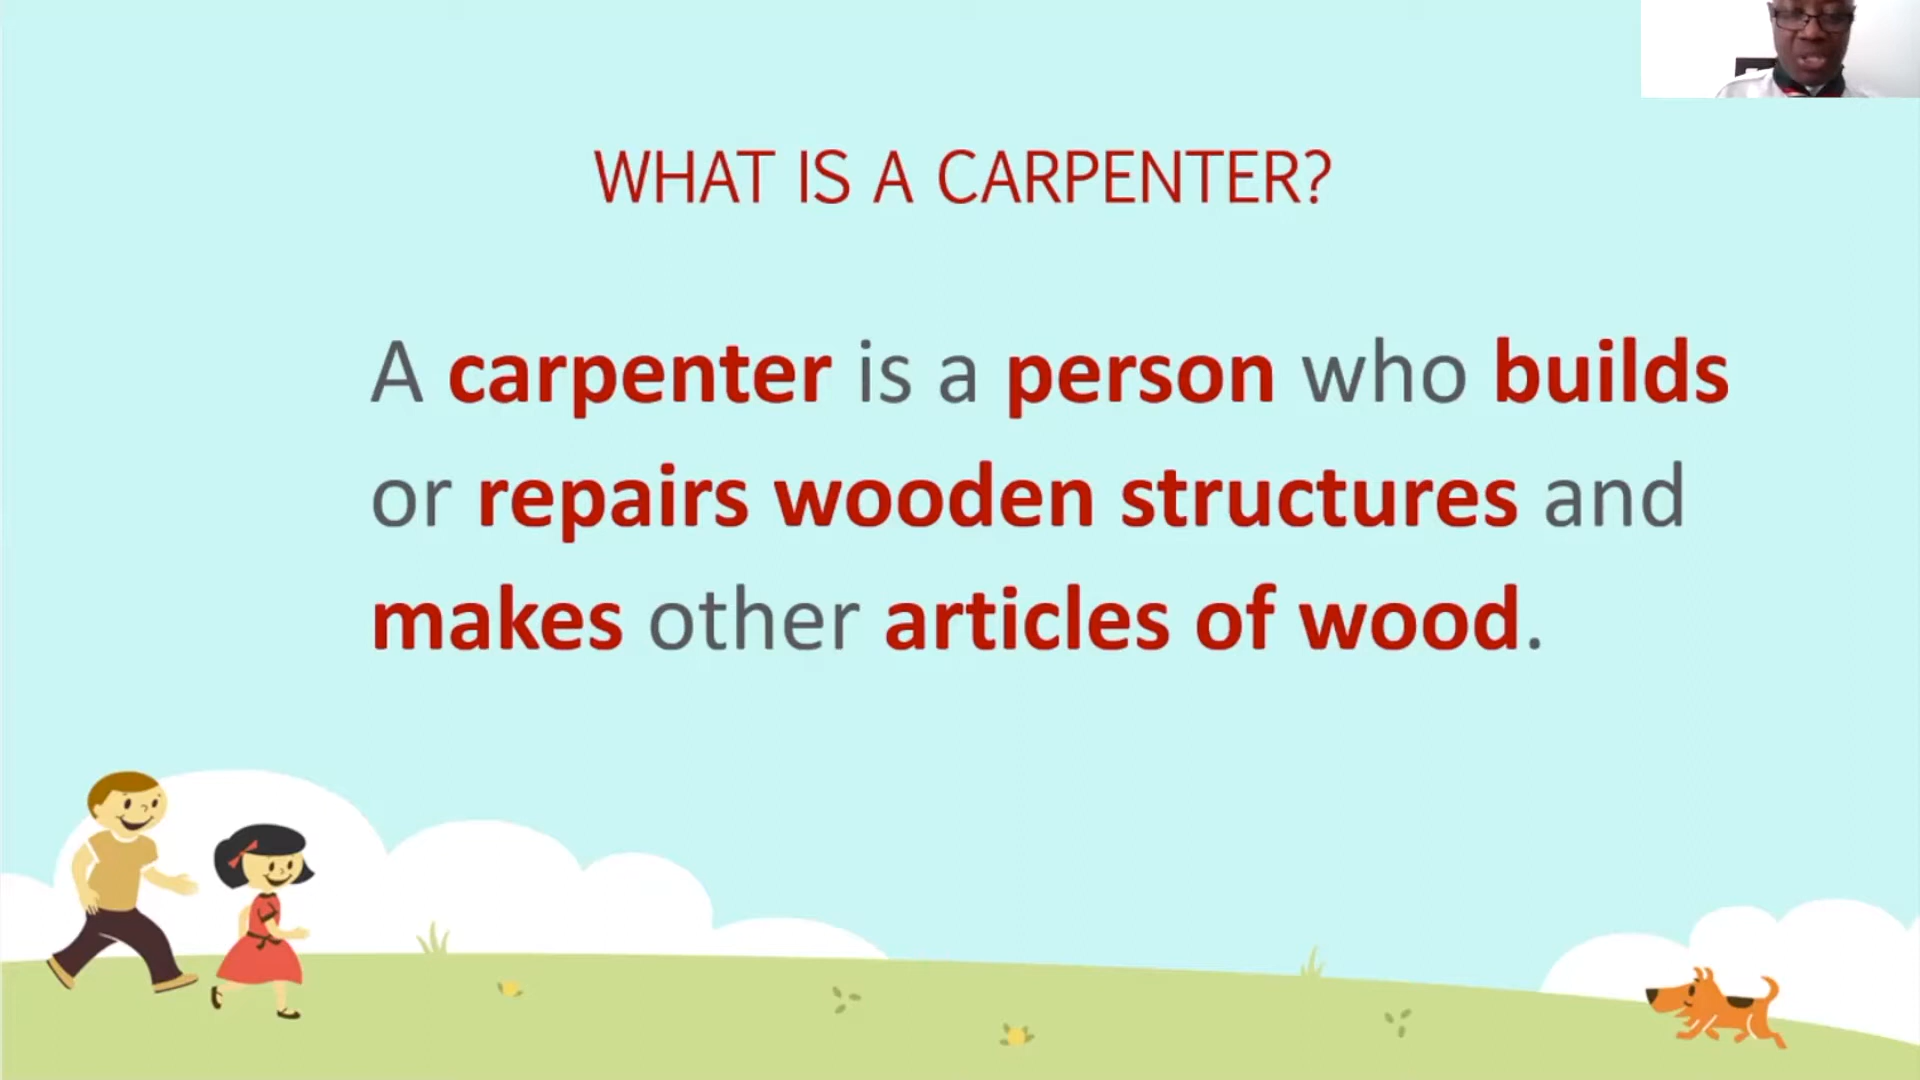 WHAT IS A CARPENTER?
A carpenter is a person who builds
or repairs wooden structures and
makes other articles of wood.